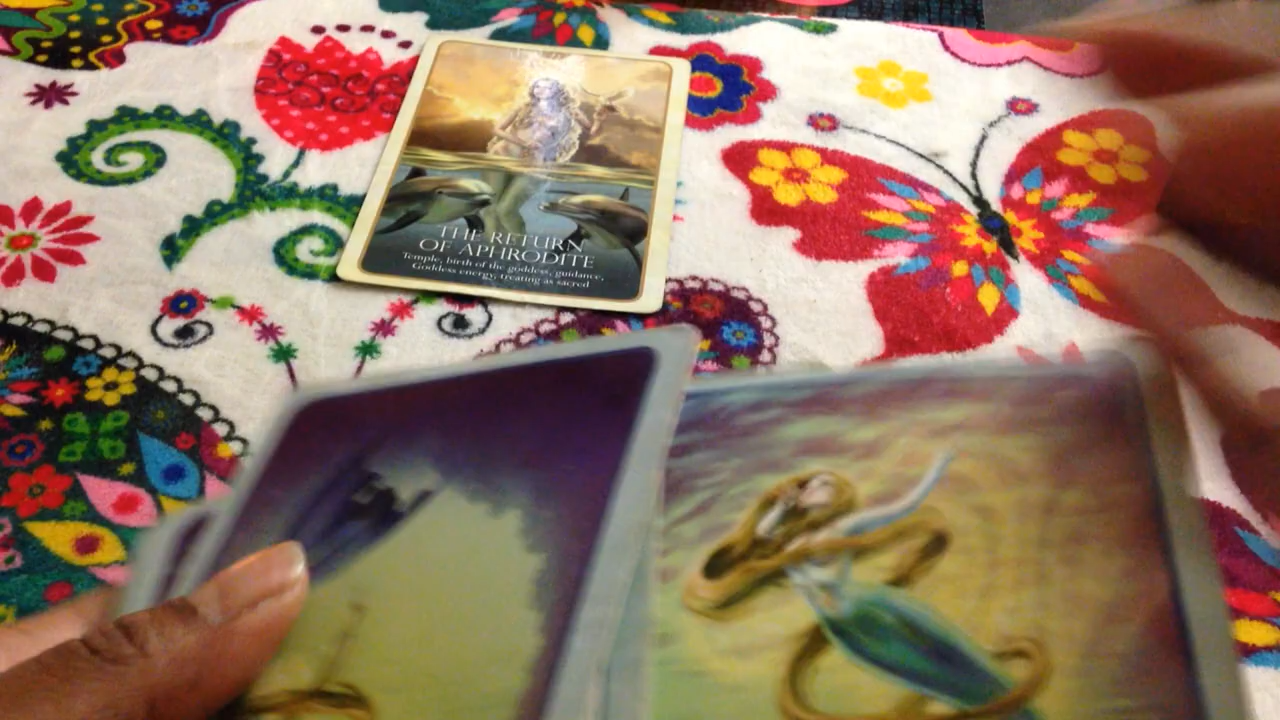 THE RETURN
OF APHRODITE
Temple, birth of the goddess, guidance,
Goddess energy, treating as sacred